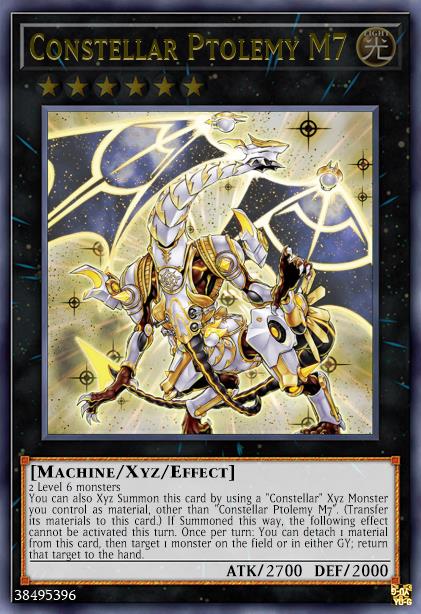 CONSTELLAR PTOLEMY M7
LIGHT
光
[MACHINE/XYZ/EFFECT]
2 Level 6 monsters
You can also Xyz Summon this card by using a "Constellar" Xyz Monster
you control as material, other than "Constellar Ptolemy M7". (Transfer
its materials to this card.) If Summoned this way, the following effect
cannot be activated this turn. Once per turn: You can detach 1 material
from this card, then target 1 monster on the field or in either GY; return
that target to the hand.
ATK/2700 DEF/2000
38495396